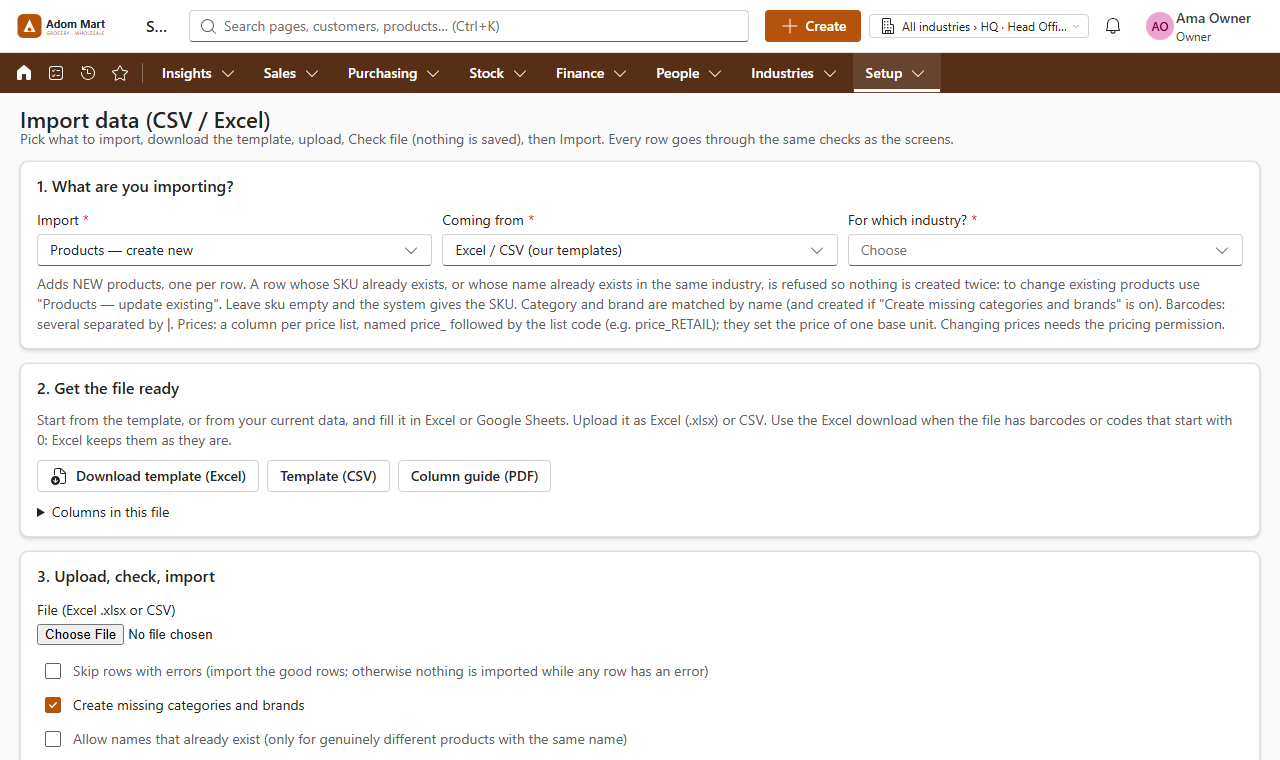 Adom Mart
GROCERY · WHOLESALE
S...
Search pages, customers, products... (Ctrl+K)
Create
All industries › HQ · Head Offi...
AO
Ama Owner
Owner
Insights
Sales
Purchasing
Stock
Finance
People
Industries
Setup
Import data (CSV / Excel)
Pick what to import, download the template, upload, Check file (nothing is saved), then Import. Every row goes through the same checks as the screens.
1. What are you importing?
Import *
Coming from *
For which industry? *
Products — create new
Excel / CSV (our templates)
Choose
Adds NEW products, one per row. A row whose SKU already exists, or whose name already exists in the same industry, is refused so nothing is created twice: to change existing products use
"Products — update existing". Leave sku empty and the system gives the SKU. Category and brand are matched by name (and created if "Create missing categories and brands" is on). Barcodes:
several separated by |. Prices: a column per price list, named price_ followed by the list code (e.g. price_RETAIL); they set the price of one base unit. Changing prices needs the pricing permission.
2. Get the file ready
Start from the template, or from your current data, and fill it in Excel or Google Sheets. Upload it as Excel (.xlsx) or CSV. Use the Excel download when the file has barcodes or codes that start with
0: Excel keeps them as they are.
Download template (Excel)
Template (CSV)
Column guide (PDF)
Columns in this file
3. Upload, check, import
File (Excel .xlsx or CSV)
Choose File No file chosen
Skip rows with errors (import the good rows; otherwise nothing is imported while any row has an error)
Create missing categories and brands
Allow names that already exist (only for genuinely different products with the same name)